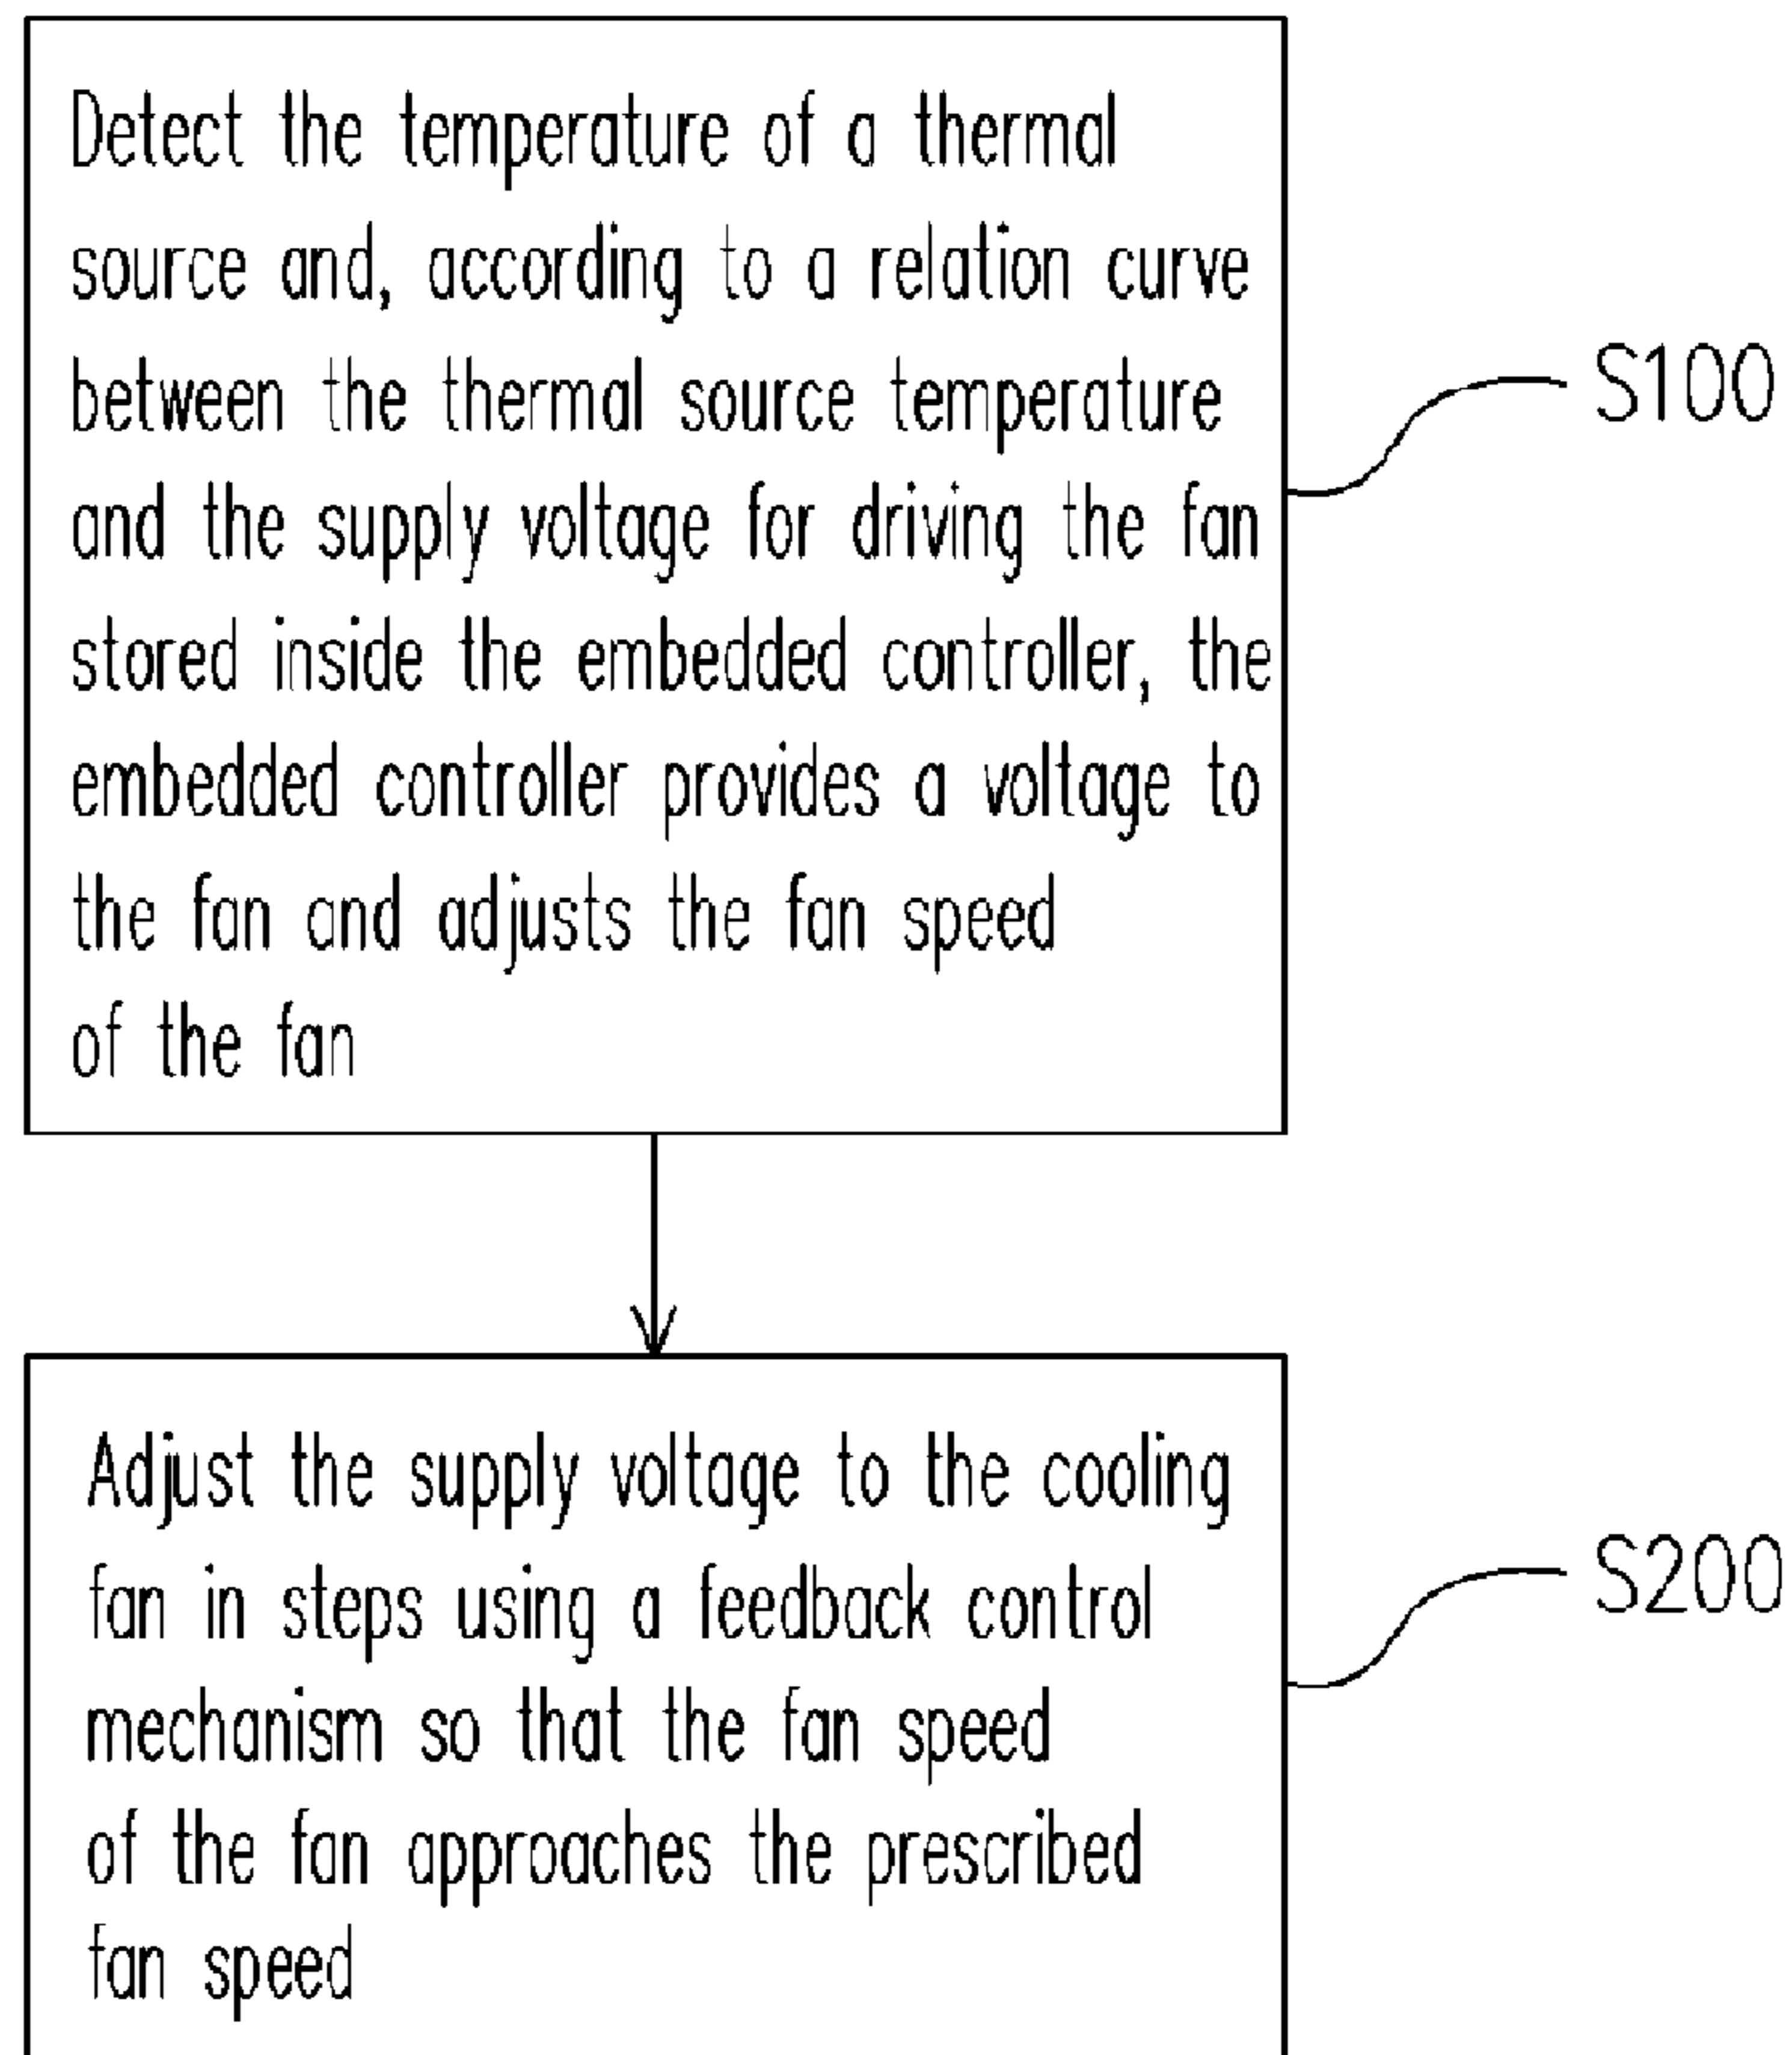 Detect the temperature of a thermal
source and, according to a relation curve
between the thermal source temperature
and the supply voltage for driving the fan
stored inside the embedded controller, the
embedded controller provides a voltage to
the fan and adjusts the fan speed
of the fan
S100
Adjust the supply voltage to the cooling
fan in steps using a feedback control
mechanism so that the fan speed
of the fan approaches the prescribed
fan speed
S200